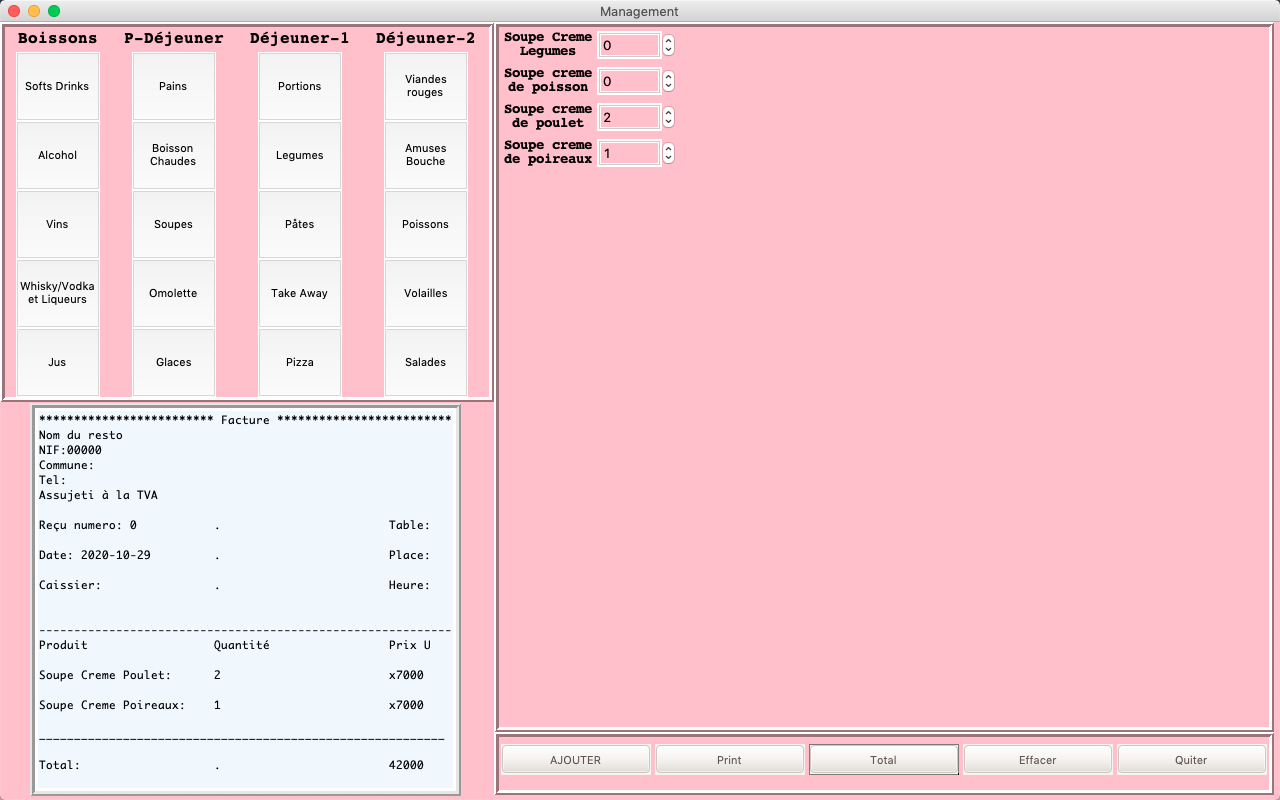 Management
Boissons P-Déjeuner Déjeuner-1 Déjeuner-2
Softs Drinks
Pains
Portions
Viandes
rouges
Alcohol
Boisson
Chaudes
Legumes
Amuses
Bouche
Vins
Soupes
Pâtes
Poissons
Whisky/Vodka
et Liqueurs
Omolette
Take Away
Volailles
Jus
Glaces
Pizza
Salades
Soupe Creme
Legumes
0
Soupe creme
de poisson
0
Soupe creme
de poulet
2
Soupe creme
de poireaux
1
************************* Facture *************************
Nom du resto
NIF:00000
Commune:
Tel:
Assujeti à la TVA
Reçu numero: 0 . Table:
Date: 2020-10-29 . Place:
Caissier: . Heure:
-----------------------------------------------------------
Produit Quantité Prix U
Soupe Creme Poulet: 2 x7000
Soupe Creme Poireaux: 1 x7000
__________________________________________________________
Total: . 42000
AJOUTER
Print
Total
Effacer
Quiter